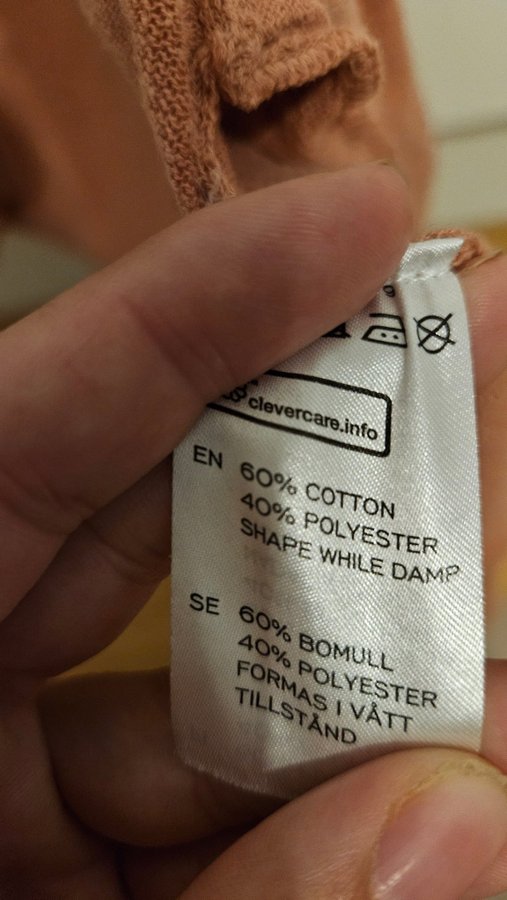 clevercare.info
EN 60% COTTON
40% POLYESTER
SHAPE WHILE DAMP
SE 60% BOMULL
40% POLYESTER
FORMAS I VÅTT
TILLSTÅND